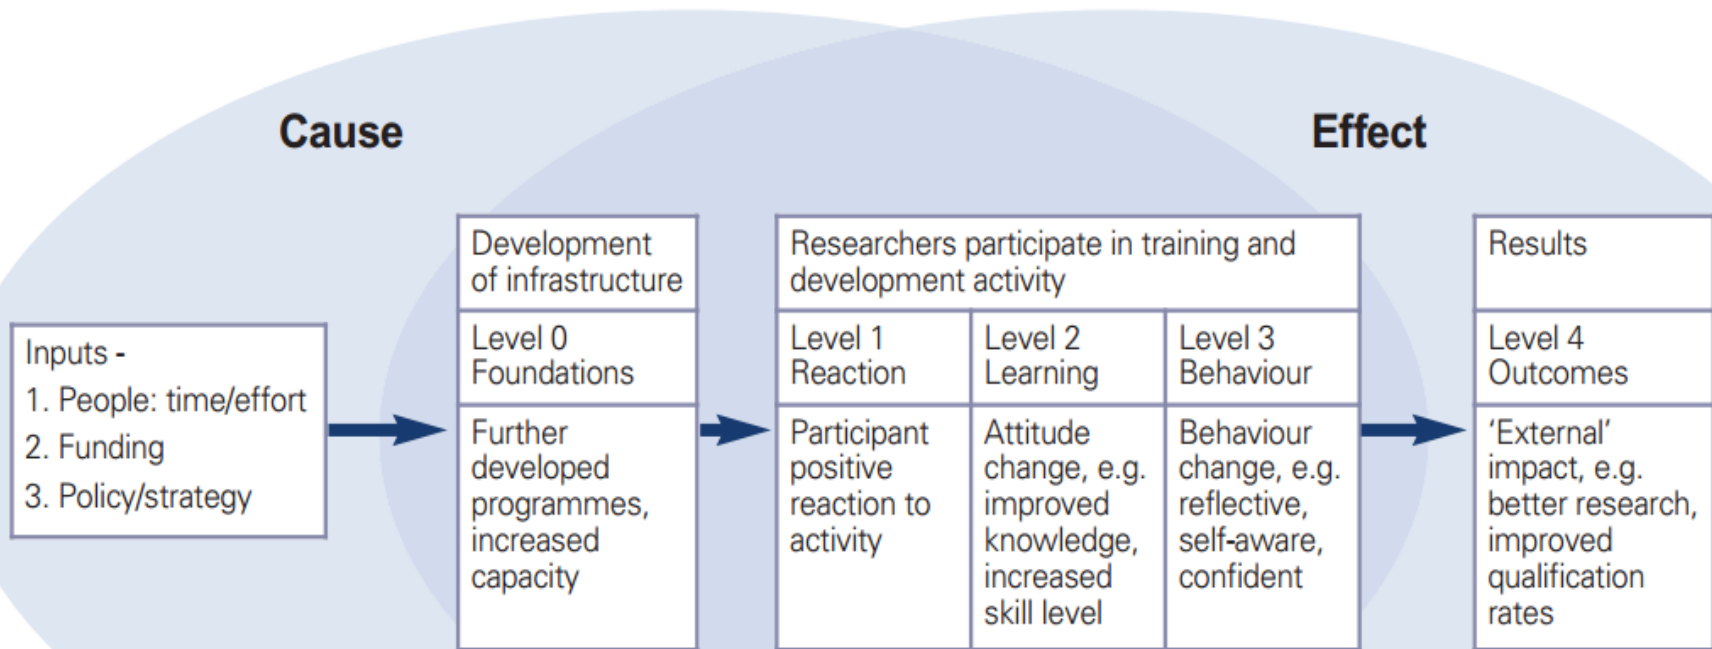 Cause
Effect
Inputs -
1. People: time/effort
2. Funding
3. Policy/strategy
Development
of infrastructure
Level 0
Foundations
Further
developed
programmes,
increased
capacity
Researchers participate in training and
development activity
Level 1
Reaction
Participant
positive
reaction to
activity
Level 2
Learning
Attitude
change, e.g.
improved
knowledge,
increased
skill level
Level 3
Behaviour
Behaviour
change, e.g.
reflective,
self-aware,
confident
Results
Level 4
Outcomes
‘External’
impact, e.g.
better research,
improved
qualification
rates